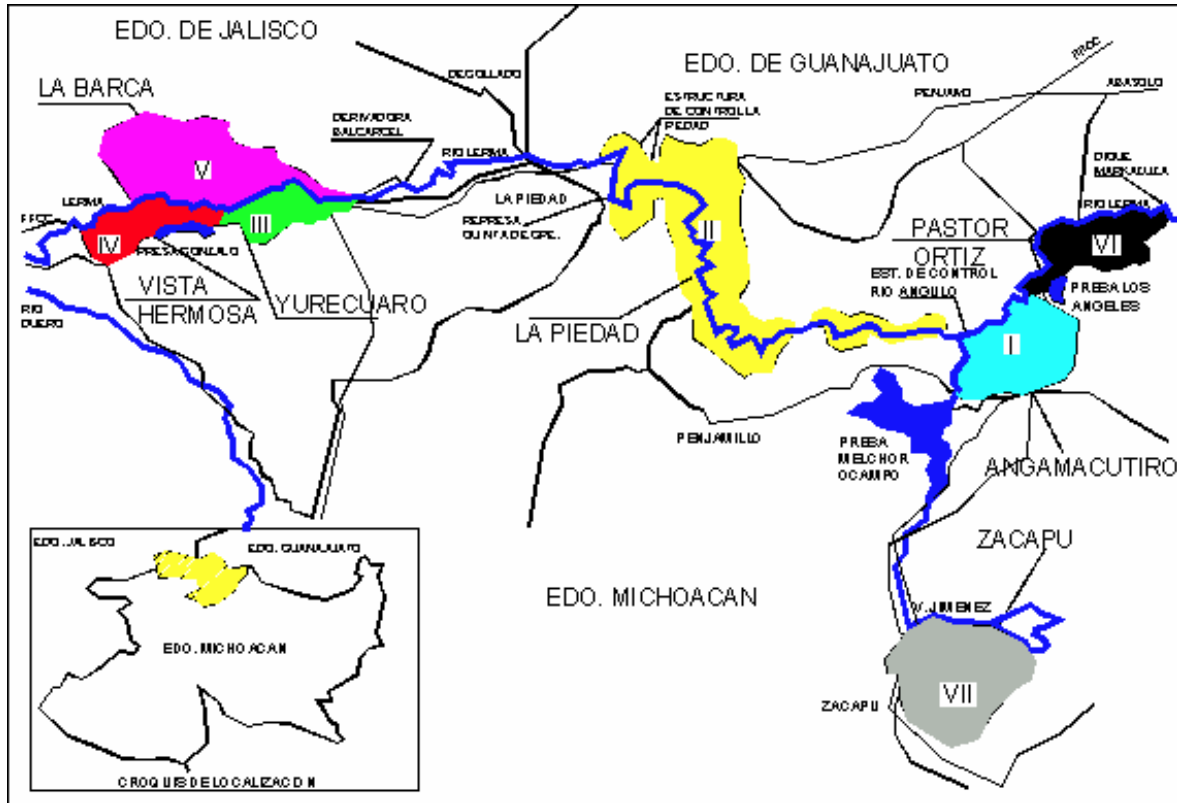 EDO. DE JALISCO
EDO. DE GUANAJUATO
DEGOLLADO
ESTRUCTURA
DE CONTROL LA
PIEDAD
PENJAMO
ABASOLO
LA BARCA
DERIVADORA
RIO LERMA
DIQUE
V
LERMA
LA PIEDAD
REPRESA
RIO LERMA
III
IV
II
VI
PASTOR
ORTIZ
PRESA GONZALO
VISTA
HERMOSA
YURECUARO
EST. DE CONTROL
RIO ANGULO
PRESA LOS
ANGELES
RIO
DUERO
LA PIEDAD
I
PENJAMILLO
PRESA
MELCHOR
OCAMPO
ANGAMACUTIRO
ZACAPU
EDO. JALISCO
EDO. GUANAJUATO
EDO. MICHOACAN
V. JIMENEZ
EDO. MICHOACAN
VII
ZACAPU
CROQUIS DE LOCALIZACION